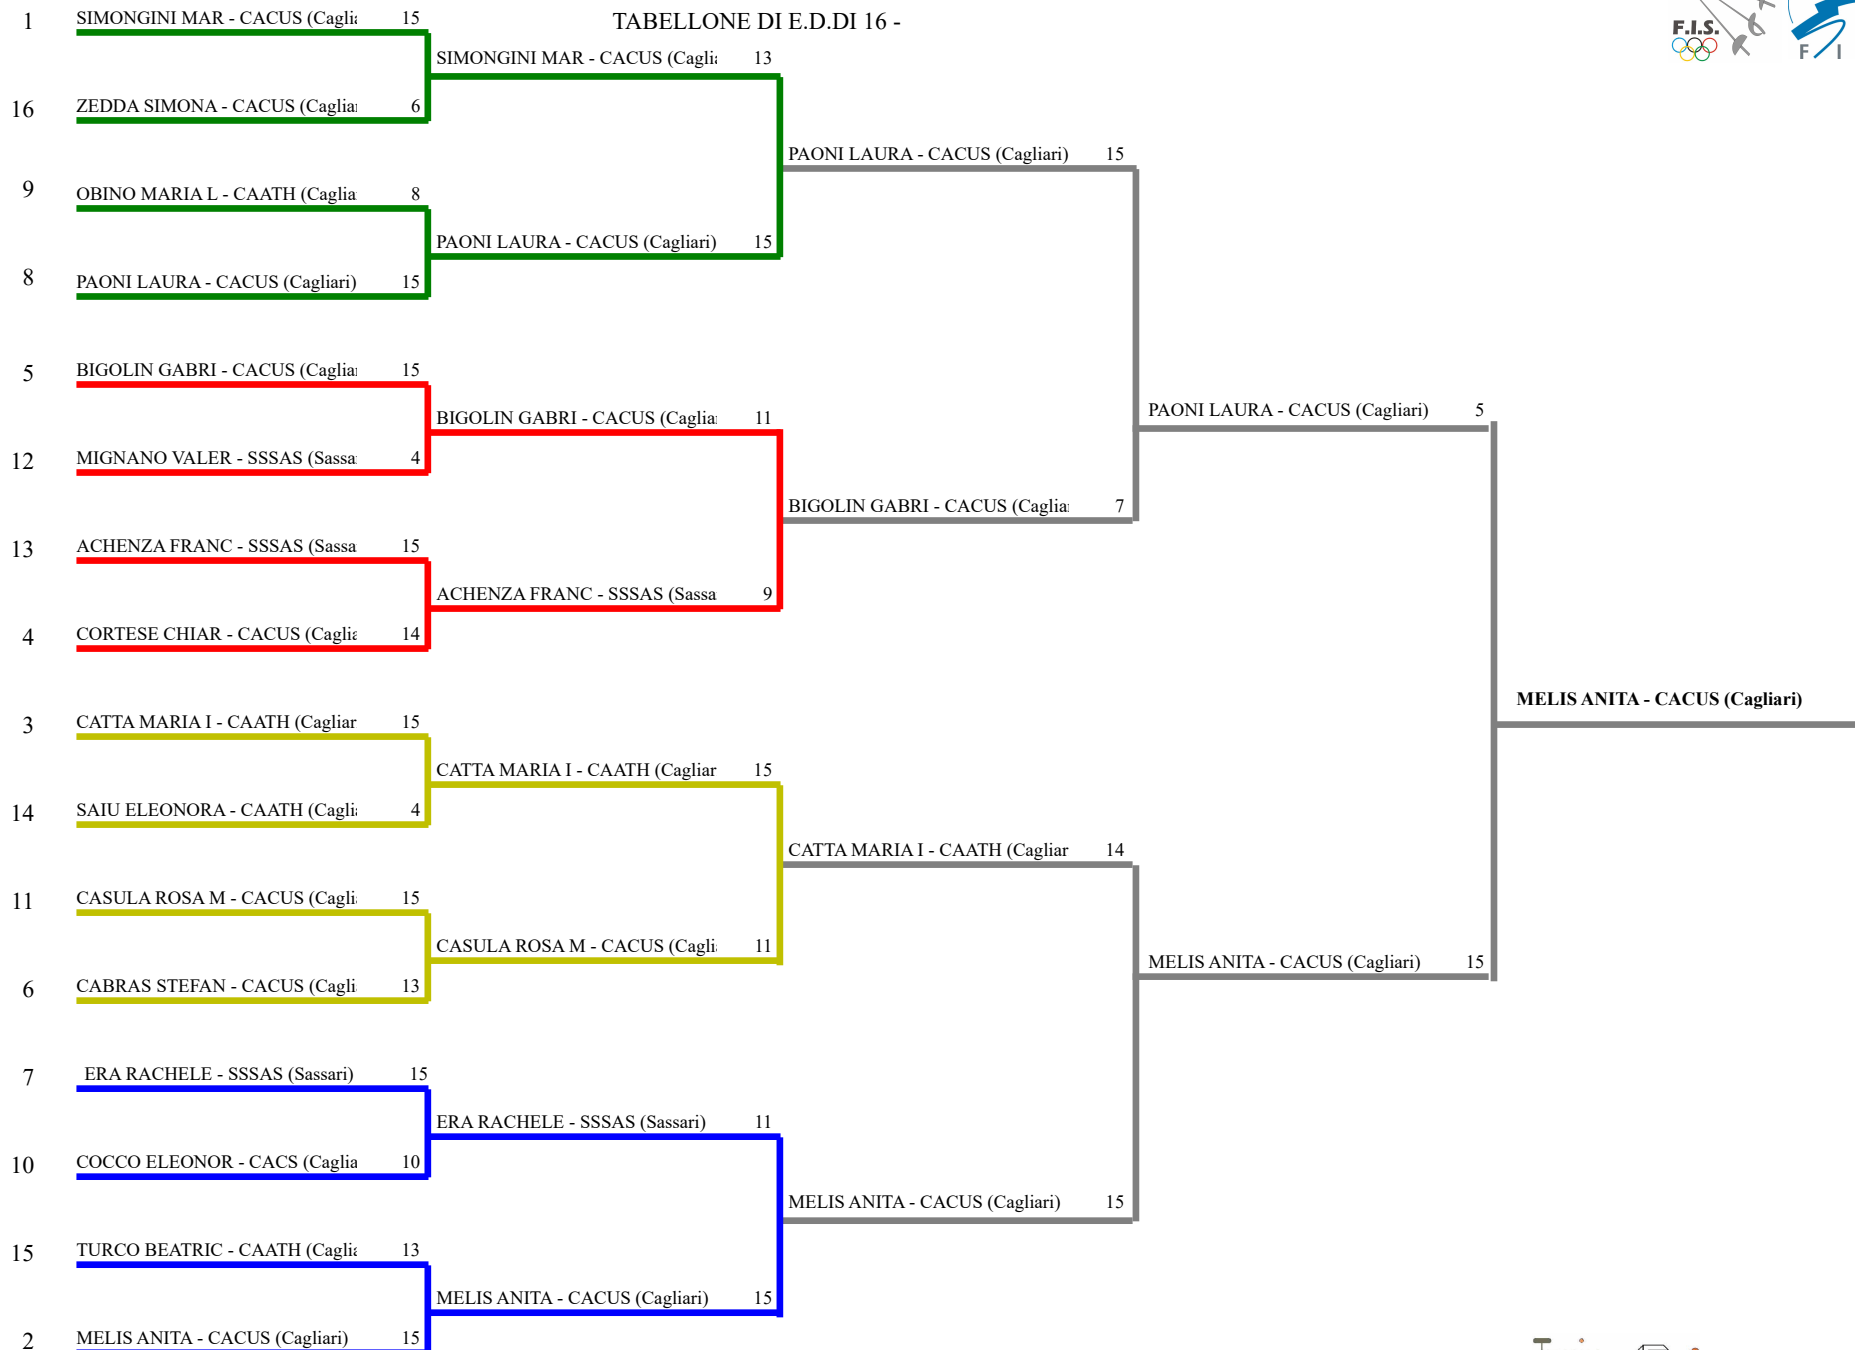 TABELLONE DI E.D.DI 16 -
F.I.S.
F I
1 SIMONGINI MAR - CACUS (Caglia 15
SIMONGINI MAR - CACUS (Caglia 13
16 ZEDDA SIMONA - CACUS (Cagliar 6
PAONI LAURA - CACUS (Cagliari) 15
9 OBINO MARIA L - CAATH (Caglia 8
PAONI LAURA - CACUS (Cagliari) 15
8 PAONI LAURA - CACUS (Cagliari) 15
5 BIGOLIN GABRI - CACUS (Cagliar 15
PAONI LAURA - CACUS (Cagliari) 5
BIGOLIN GABRI - CACUS (Cagliar 11
12 MIGNANO VALER - SSSAS (Sassa 4
BIGOLIN GABRI - CACUS (Cagliar 7
13 ACHENZA FRANC - SSSAS (Sassa 15
ACHENZA FRANC - SSSAS (Sassa 9
4 CORTESE CHIAR - CACUS (Caglia 14
MELIS ANITA - CACUS (Cagliari)
3 CATTA MARIA I - CAATH (Cagliar 15
CATTA MARIA I - CAATH (Cagliar 15
14 SAIU ELEONORA - CAATH (Caglia 4
CATTA MARIA I - CAATH (Cagliar 14
11 CASULA ROSA M - CACUS (Caglia 15
CASULA ROSA M - CACUS (Caglia 11
MELIS ANITA - CACUS (Cagliari) 15
6 CABRAS STEFAN - CACUS (Caglia 13
7 ERA RACHELE - SSSAS (Sassari) 15
ERA RACHELE - SSSAS (Sassari) 11
10 COCCO ELEONOR - CACS (Caglia 10
MELIS ANITA - CACUS (Cagliari) 15
15 TURCO BEATRIC - CAATH (Caglia 13
MELIS ANITA - CACUS (Cagliari) 15
2 MELIS ANITA - CACUS (Cagliari) 15